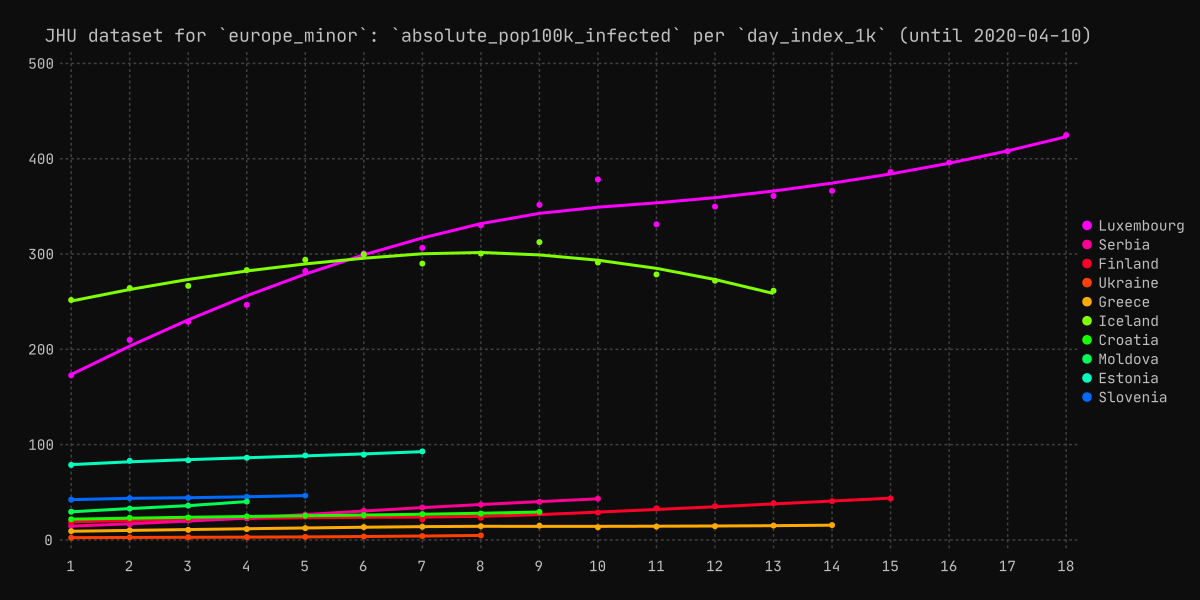 JHU dataset for `europe_minor`: `absolute_pop100k_infected` per `day_index_1k` (until 2020-04-10)
500
400
300
200
100
0
1 2 3 4 5 6 7 8 9 10 11 12 13 14 15 16 17 18
Luxembourg
Serbia
Finland
Ukraine
Greece
Iceland
Croatia
Moldova
Estonia
Slovenia